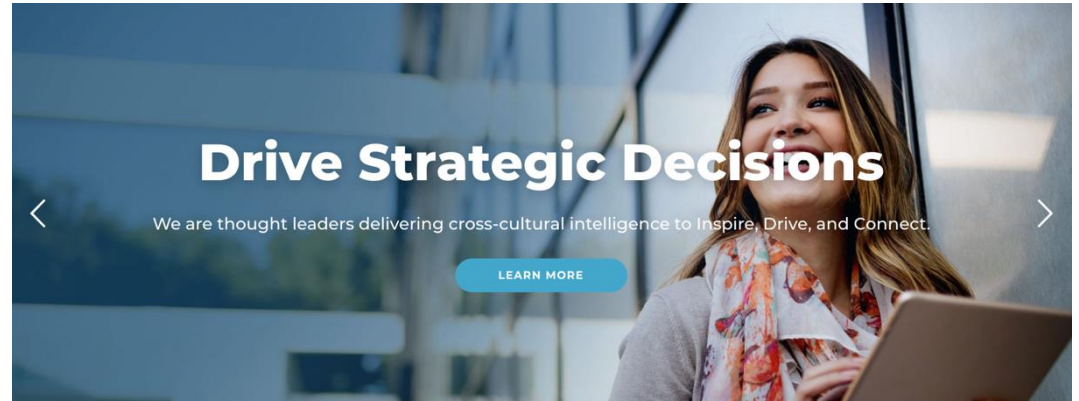 Drive Strategic Decisions
We are thought leaders delivering cross-cultural intelligence to Inspire, Drive, and Connect.
LEARN MORE